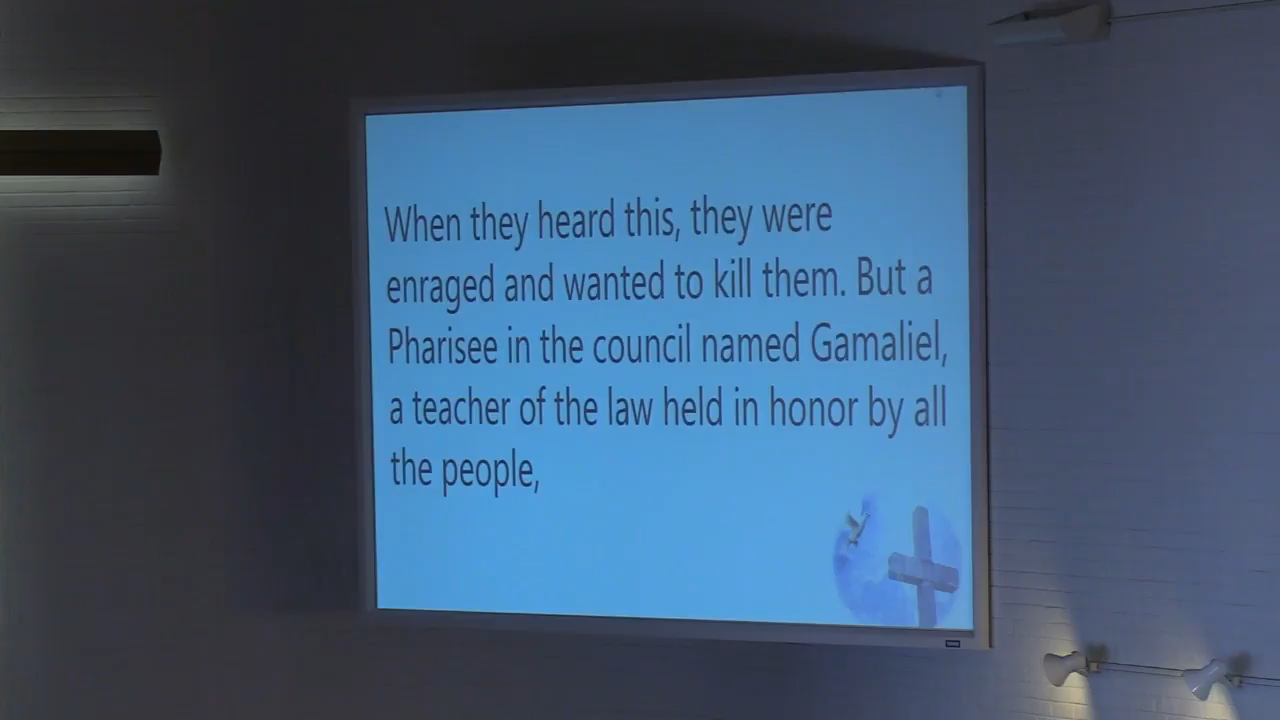 When they heard this, they were
enraged and wanted to kill them. But a
Pharisee in the council named Gamaliel,
a teacher of the law held in honor by all
the people,